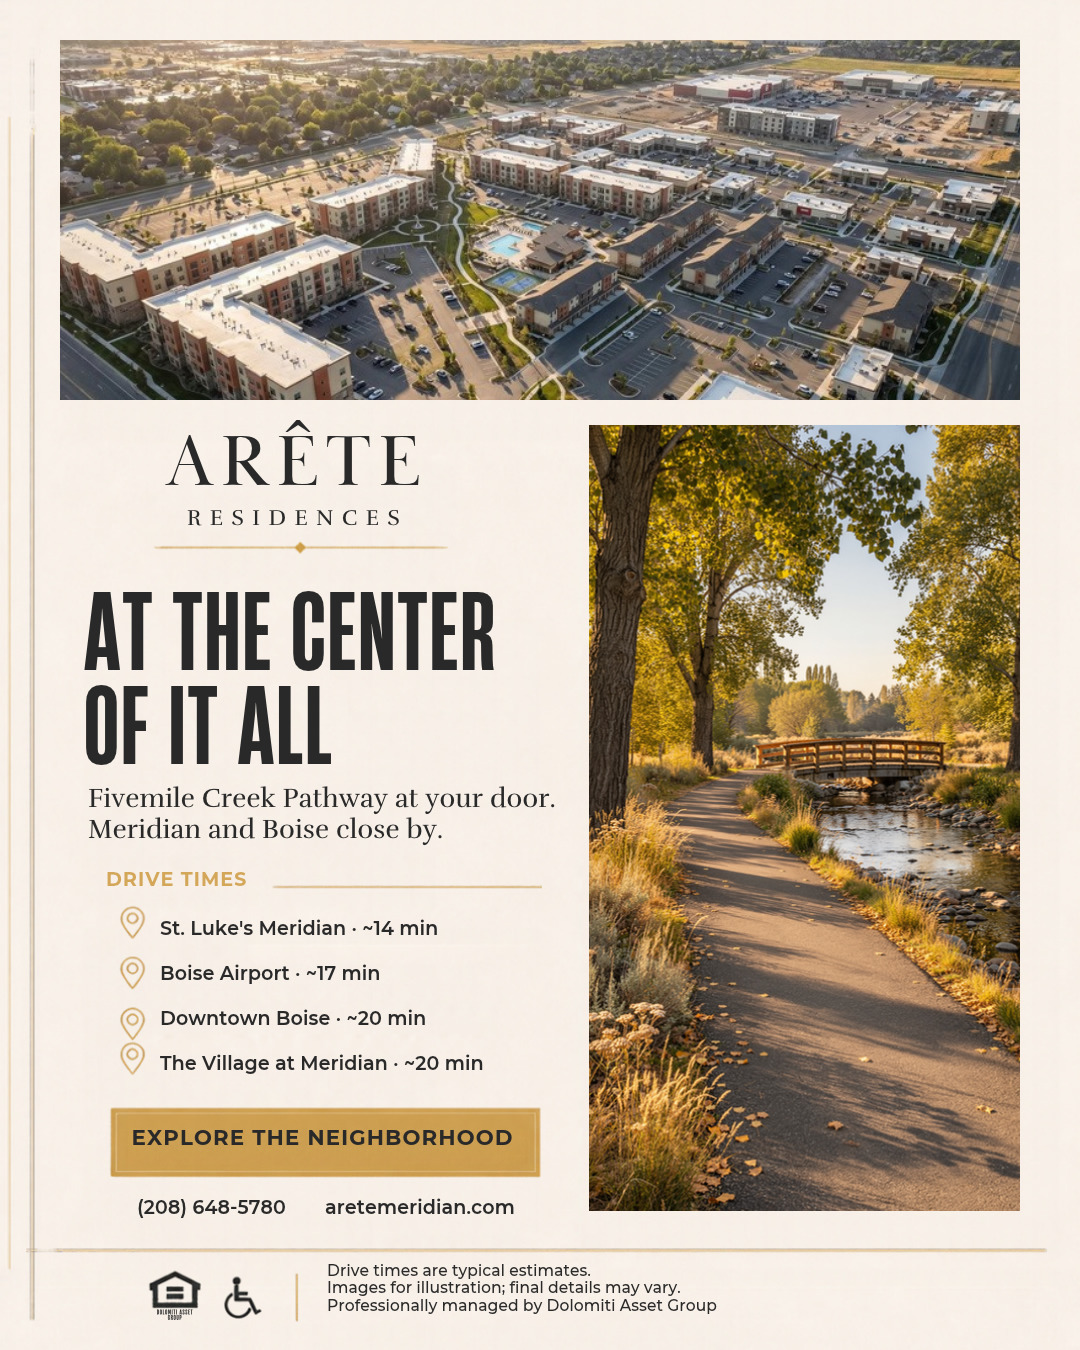 ARÊTE
RESIDENCES
AT THE CENTER
OF IT ALL
Fivemile Creek Pathway at your door.
Meridian and Boise close by.
DRIVE TIMES
St. Luke's Meridian · ~14 min
Boise Airport · ~17 min
Downtown Boise · ~20 min
The Village at Meridian · ~20 min
EXPLORE THE NEIGHBORHOOD
(208) 648-5780 aretemeridian.com
DOLOMITI ASSET
GROUP
Drive times are typical estimates.
Images for illustration; final details may vary.
Professionally managed by Dolomiti Asset Group